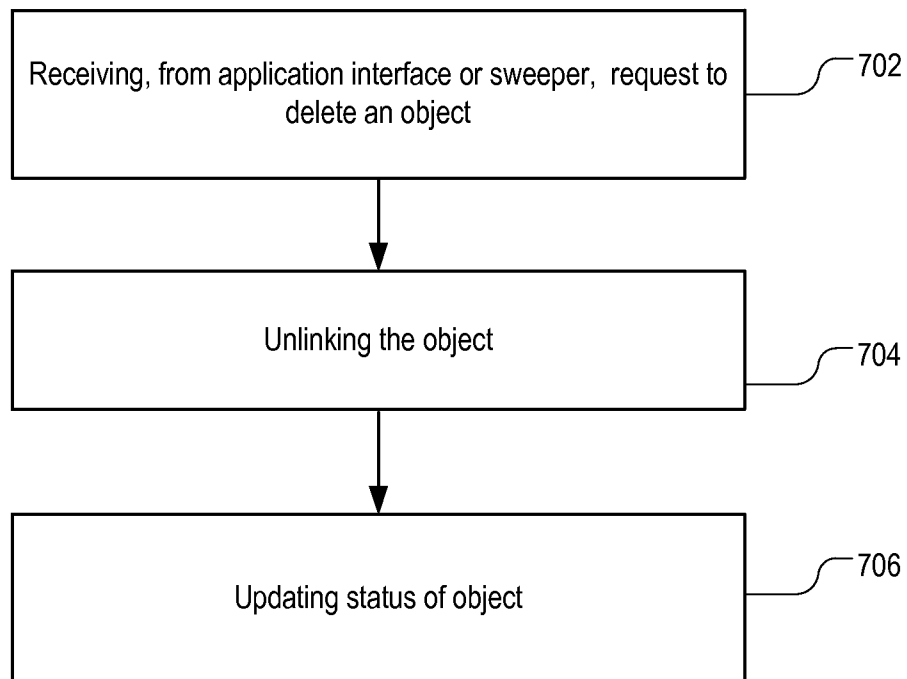 Receiving, from application interface or sweeper, request to
delete an object
702
Unlinking the object
704
Updating status of object
706